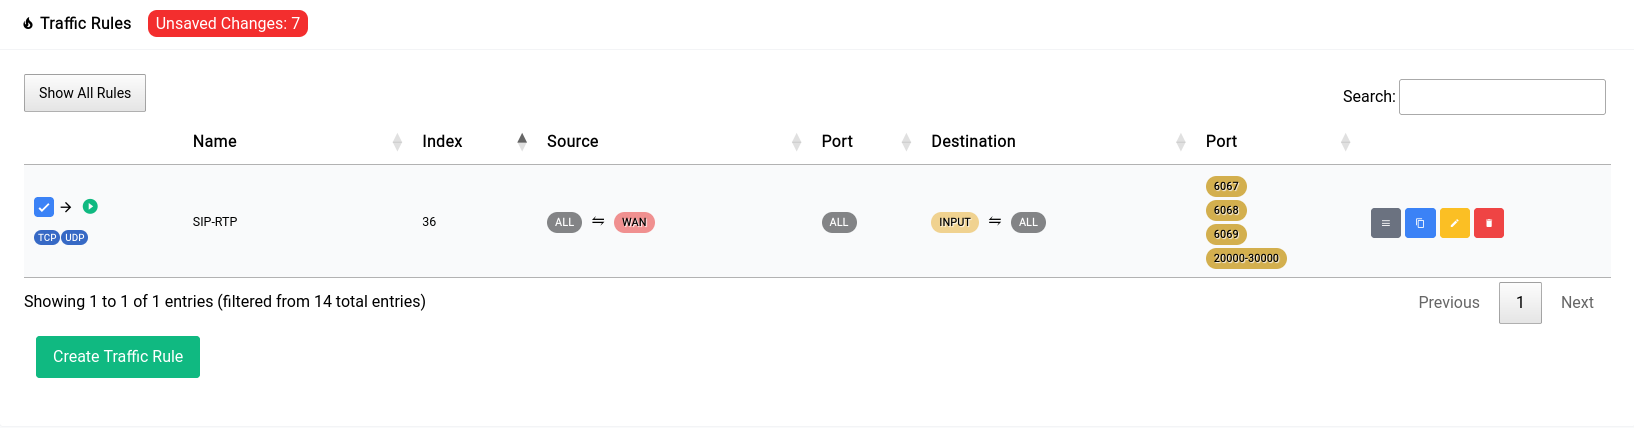 Traffic Rules Unsaved Changes: 7
Show All Rules
Search:
Name Index Source Port Destination Port
TCP UDP SIP-RTP 36 ALL ⇋ WAN ALL INPUT ⇋ ALL
6067
6068
6069
20000-30000
Showing 1 to 1 of 1 entries (filtered from 14 total entries)
Previous 1 Next
Create Traffic Rule